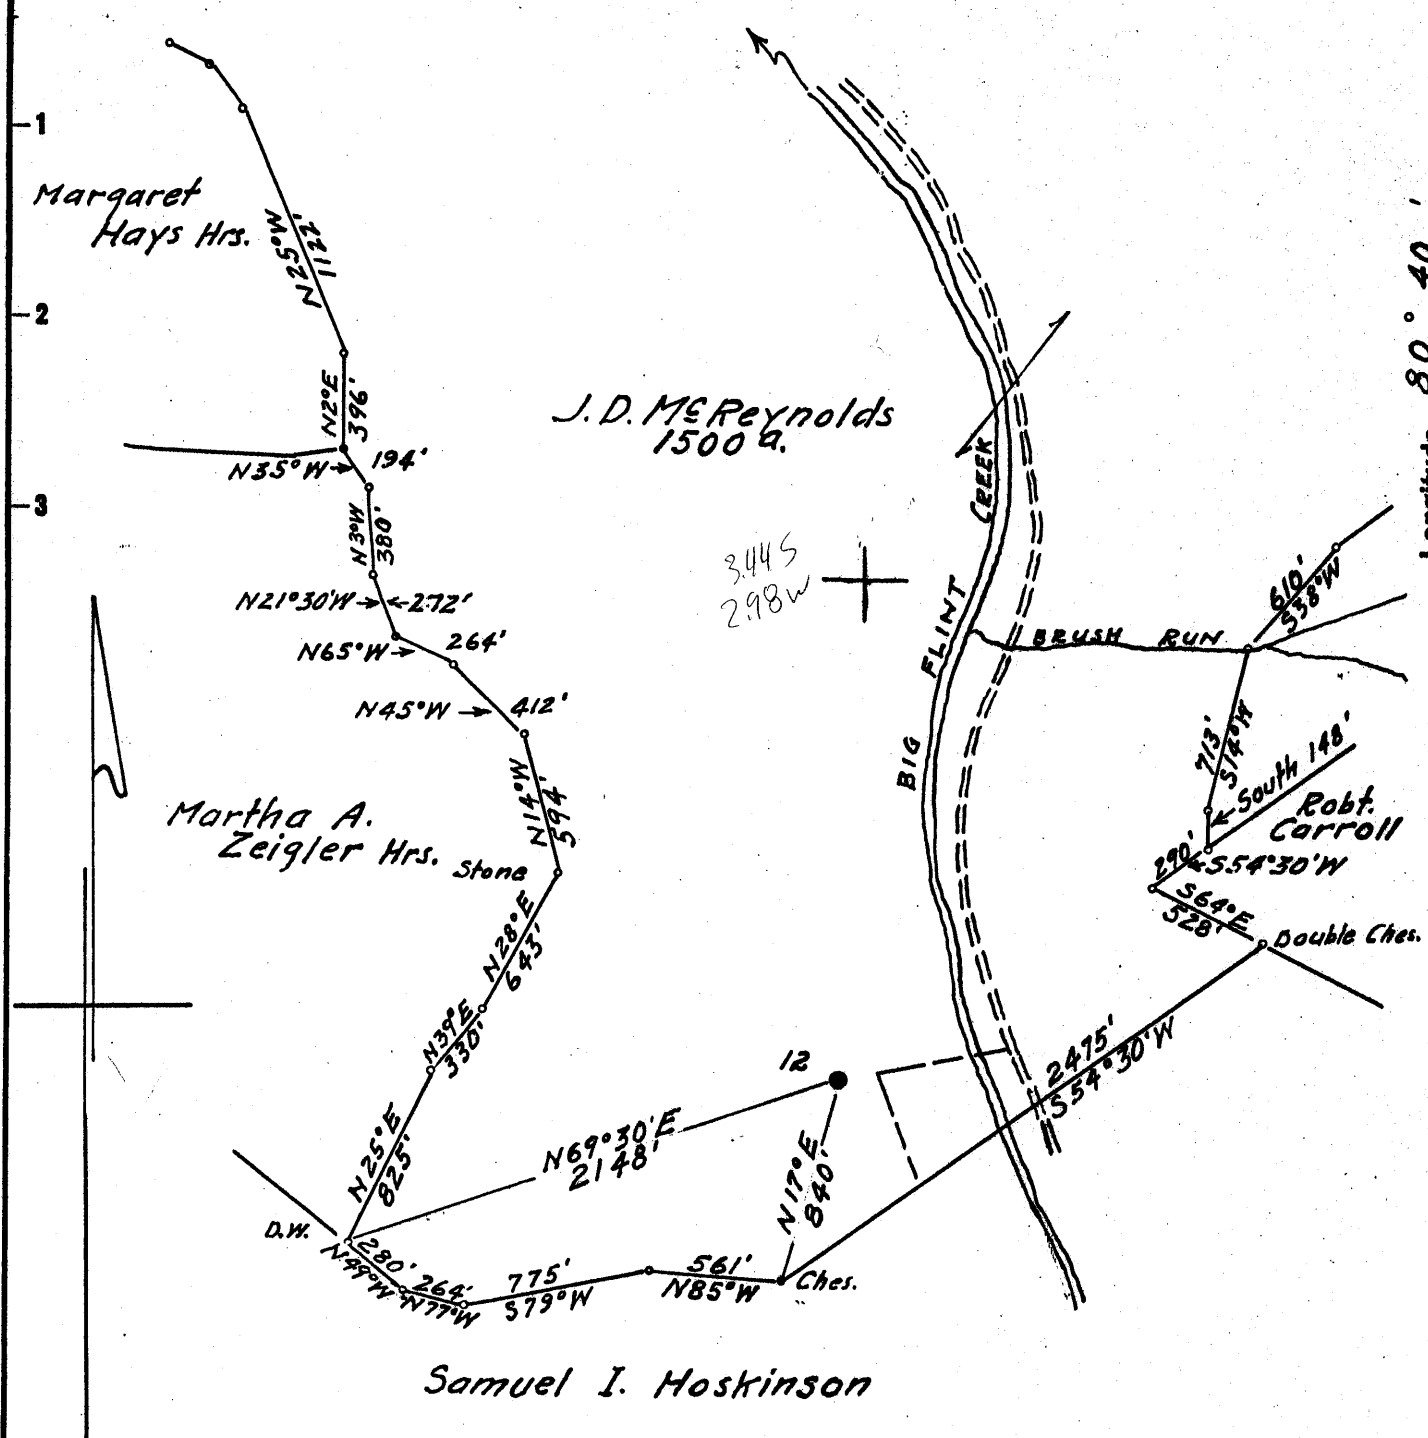 1
Margaret
Hays Hrs.
N25°W
1122'
2
N2°E
396'
N35°W
194'
3
N3°W
380'
N21°30'W
272'
N65°W
264'
N45°W
412'
N14°W
594'
Martha A.
Zeigler Hrs.
Stone
N28°E
643'
N39°E
330'
N25°E
825'
D.W.
N49°W
280'
264'
N77°W
775'
S79°W
561'
N85°W
Ches.
N69°30'E
2148'
12
N17°E
840'
J.D. McReynolds
1500 a.
3.44 S
2.98 W
BIG FLINT CREEK
BRUSH RUN
610'
S38°W
713'
S14°W
South 148'
Robt.
Carroll
290'
S54°30'W
S64°E
528'
Double Ches.
2475'
S54°30'W
Samuel I. Hoskinson
Longitude 80° 40'